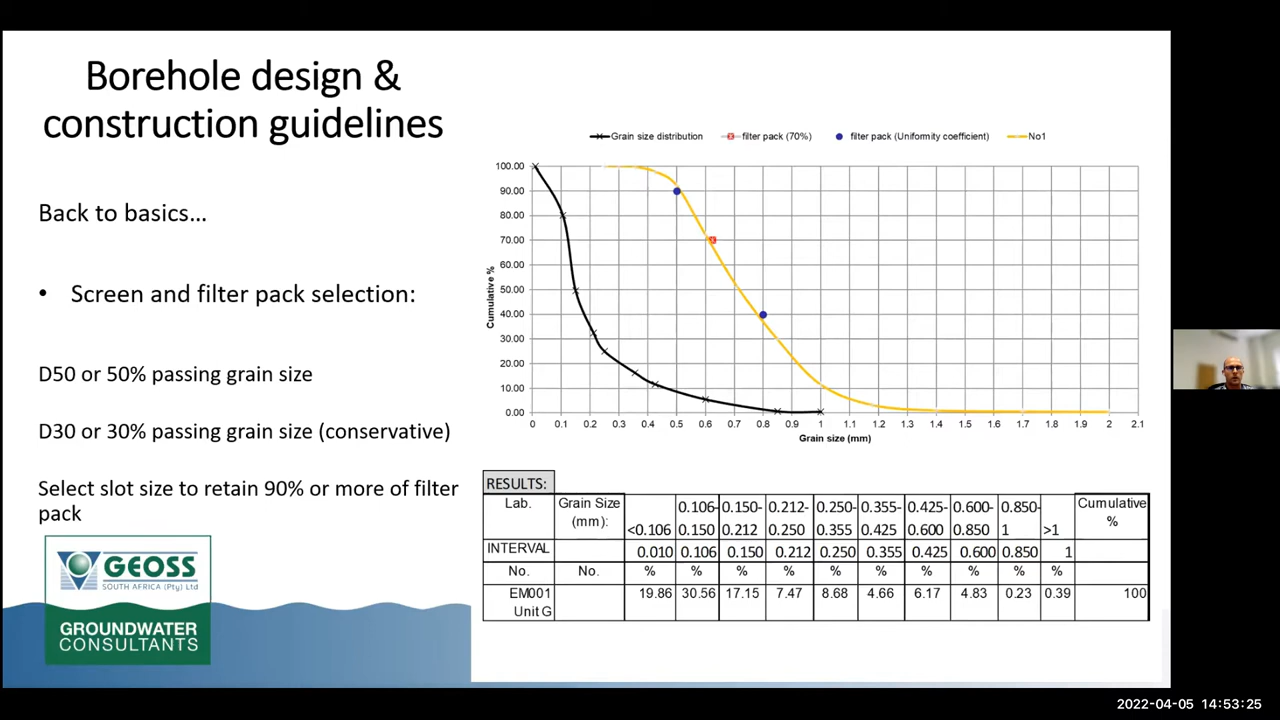 Borehole design &
construction guidelines
Back to basics...
• Screen and filter pack selection:
D50 or 50% passing grain size
D30 or 30% passing grain size (conservative)
Select slot size to retain 90% or more of filter
pack
GEOSS
SOUTH AFRICA (Pty) Ltd
GROUNDWATER
CONSULTANTS
Grain size distribution filter pack (70%) filter pack (Uniformity coefficient) No1
Cumulative %
100.00
90.00
80.00
70.00
60.00
50.00
40.00
30.00
20.00
10.00
0.00
0 0.1 0.2 0.3 0.4 0.5 0.6 0.7 0.8 0.9 1 1.1 1.2 1.3 1.4 1.5 1.6 1.7 1.8 1.9 2 2.1
Grain size (mm)
RESULTS:
Lab. Grain Size 0.106- 0.150- 0.212- 0.250- 0.355- 0.425- 0.600- 0.850- Cumulative
(mm): <0.106 0.150 0.212 0.250 0.355 0.425 0.600 0.850 1 >1 %
INTERVAL 0.010 0.106 0.150 0.212 0.250 0.355 0.425 0.600 0.850 1
No. No. % % % % % % % % % %
EM001 19.86 30.56 17.15 7.47 8.68 4.66 6.17 4.83 0.23 0.39 100
Unit G
2022-04-05 14:53:25